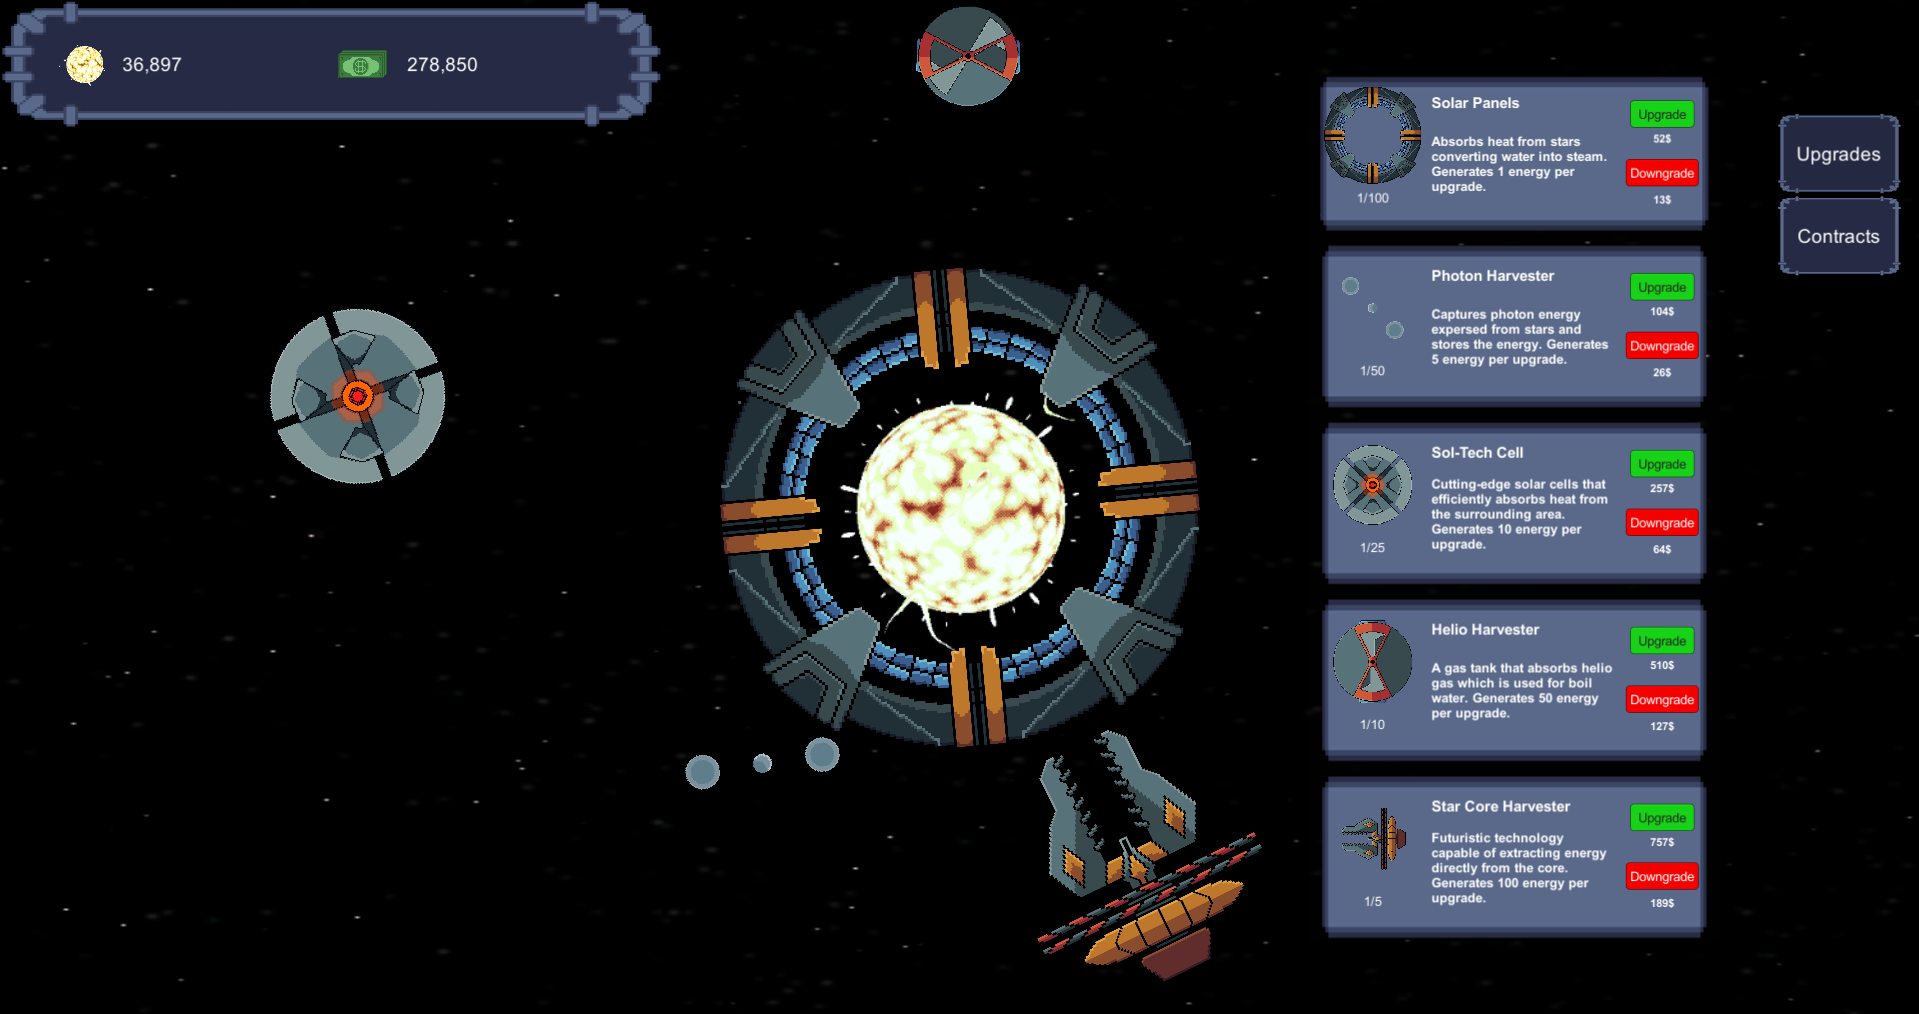 36,897
278,850
Solar Panels
Absorbs heat from stars
converting water into steam.
Generates 1 energy per
upgrade.
1/100
Upgrade
52$
Downgrade
13$
Photon Harvester
Captures photon energy
expersed from stars and
stores the energy. Generates
5 energy per upgrade.
1/50
Upgrade
104$
Downgrade
26$
Sol-Tech Cell
Cutting-edge solar cells that
efficiently absorbs heat from
the surrounding area.
Generates 10 energy per
upgrade.
1/25
Upgrade
257$
Downgrade
64$
Helio Harvester
A gas tank that absorbs helio
gas which is used for boil
water. Generates 50 energy
per upgrade.
1/10
Upgrade
510$
Downgrade
127$
Star Core Harvester
Futuristic technology
capable of extracting energy
directly from the core.
Generates 100 energy per
upgrade.
1/5
Upgrade
757$
Downgrade
189$
Upgrades
Contracts